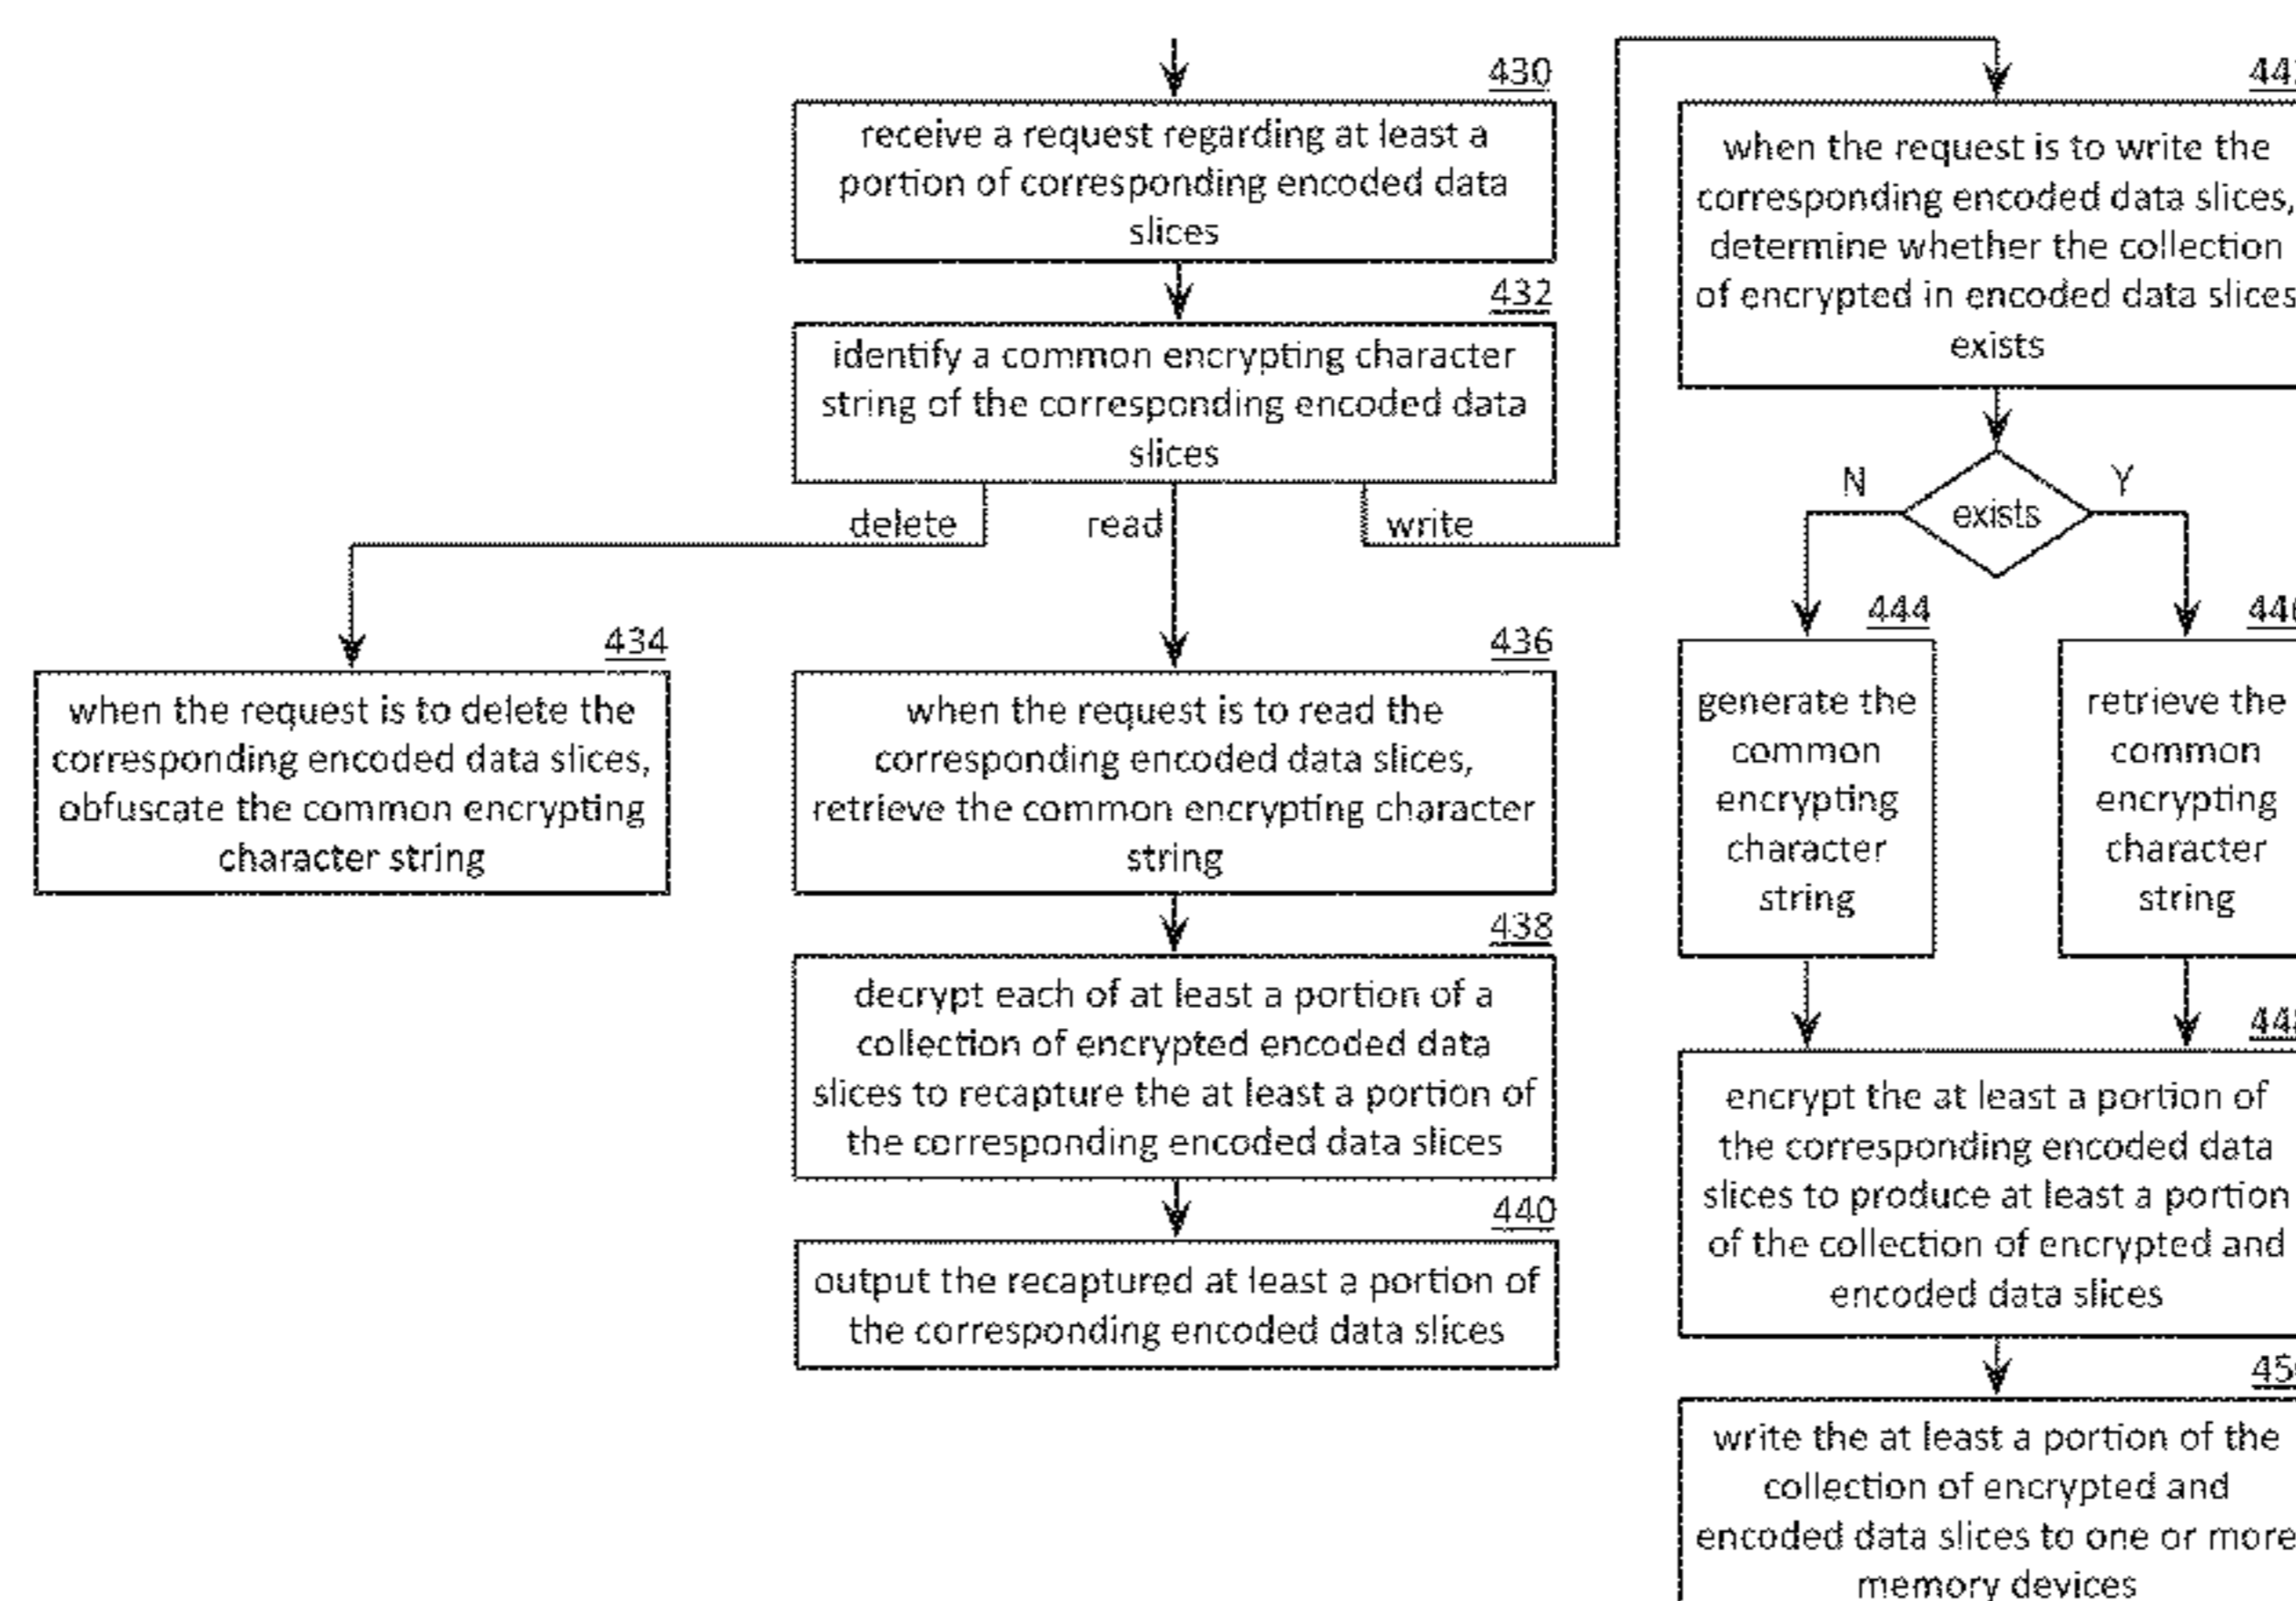 430
receive a request regarding at least a
portion of corresponding encoded data
slices
432
identify a common encrypting character
string of the corresponding encoded data
slices
delete
read
write
434
when the request is to delete the
corresponding encoded data slices,
obfuscate the common encrypting
character string
436
when the request is to read the
corresponding encoded data slices,
retrieve the common encrypting character
string
438
decrypt each of at least a portion of a
collection of encrypted encoded data
slices to recapture the at least a portion of
the corresponding encoded data slices
440
output the recaptured at least a portion of
the corresponding encoded data slices
when the request is to write the
corresponding encoded data slices,
determine whether the collection
of encrypted in encoded data slices
exists
N
exists
Y
444
generate the
common
encrypting
character
string
retrieve the
common
encrypting
character
string
encrypt the at least a portion of
the corresponding encoded data
slices to produce at least a portion
of the collection of encrypted and
encoded data slices
write the at least a portion of the
collection of encrypted and
encoded data slices to one or more
memory devices